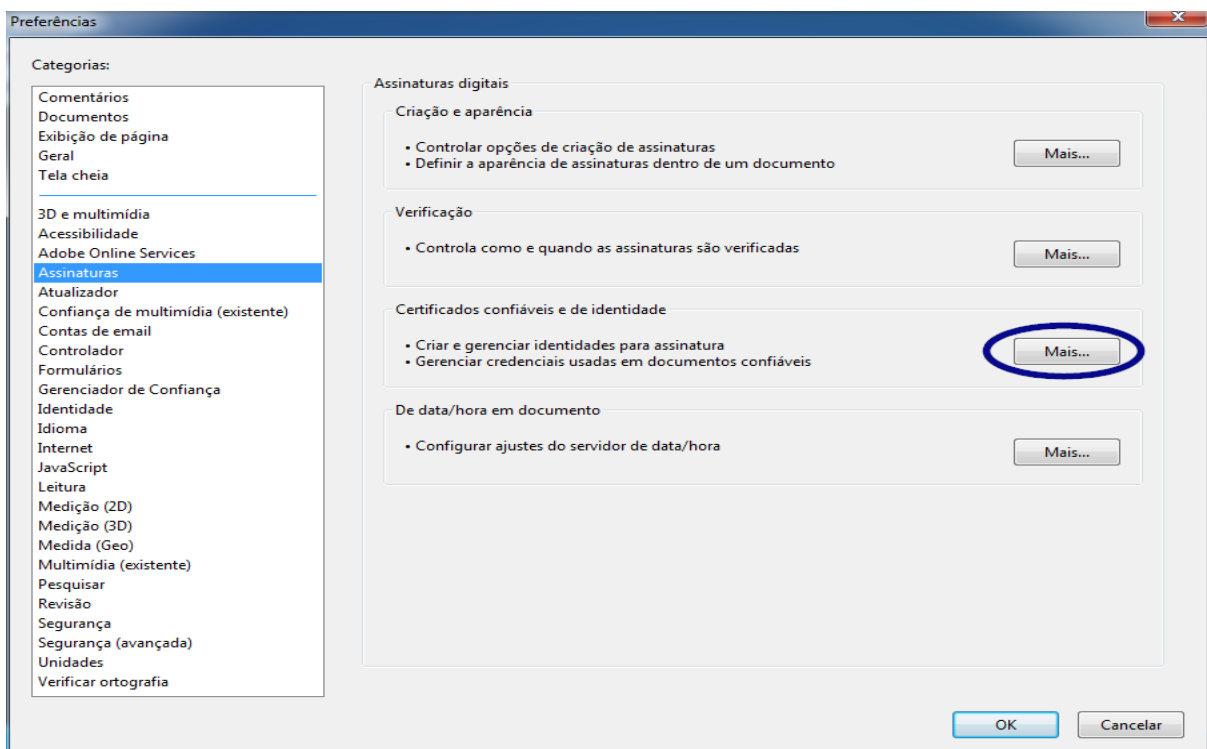 Preferências
Categorias:
Comentários
Documentos
Exibição de página
Geral
Tela cheia
3D e multimídia
Acessibilidade
Adobe Online Services
Assinaturas
Atualizador
Confiança de multimídia (existente)
Contas de email
Controlador
Formulários
Gerenciador de Confiança
Identidade
Idioma
Internet
JavaScript
Leitura
Medição (2D)
Medição (3D)
Medida (Geo)
Multimídia (existente)
Pesquisar
Revisão
Segurança
Segurança (avançada)
Unidades
Verificar ortografia
Assinaturas digitais
Criação e aparência
• Controlar opções de criação de assinaturas
• Definir a aparência de assinaturas dentro de um documento
Mais...
Verificação
• Controla como e quando as assinaturas são verificadas
Mais...
Certificados confiáveis e de identidade
• Criar e gerenciar identidades para assinatura
• Gerenciar credenciais usadas em documentos confiáveis
Mais...
De data/hora em documento
• Configurar ajustes do servidor de data/hora
Mais...
OK
Cancelar